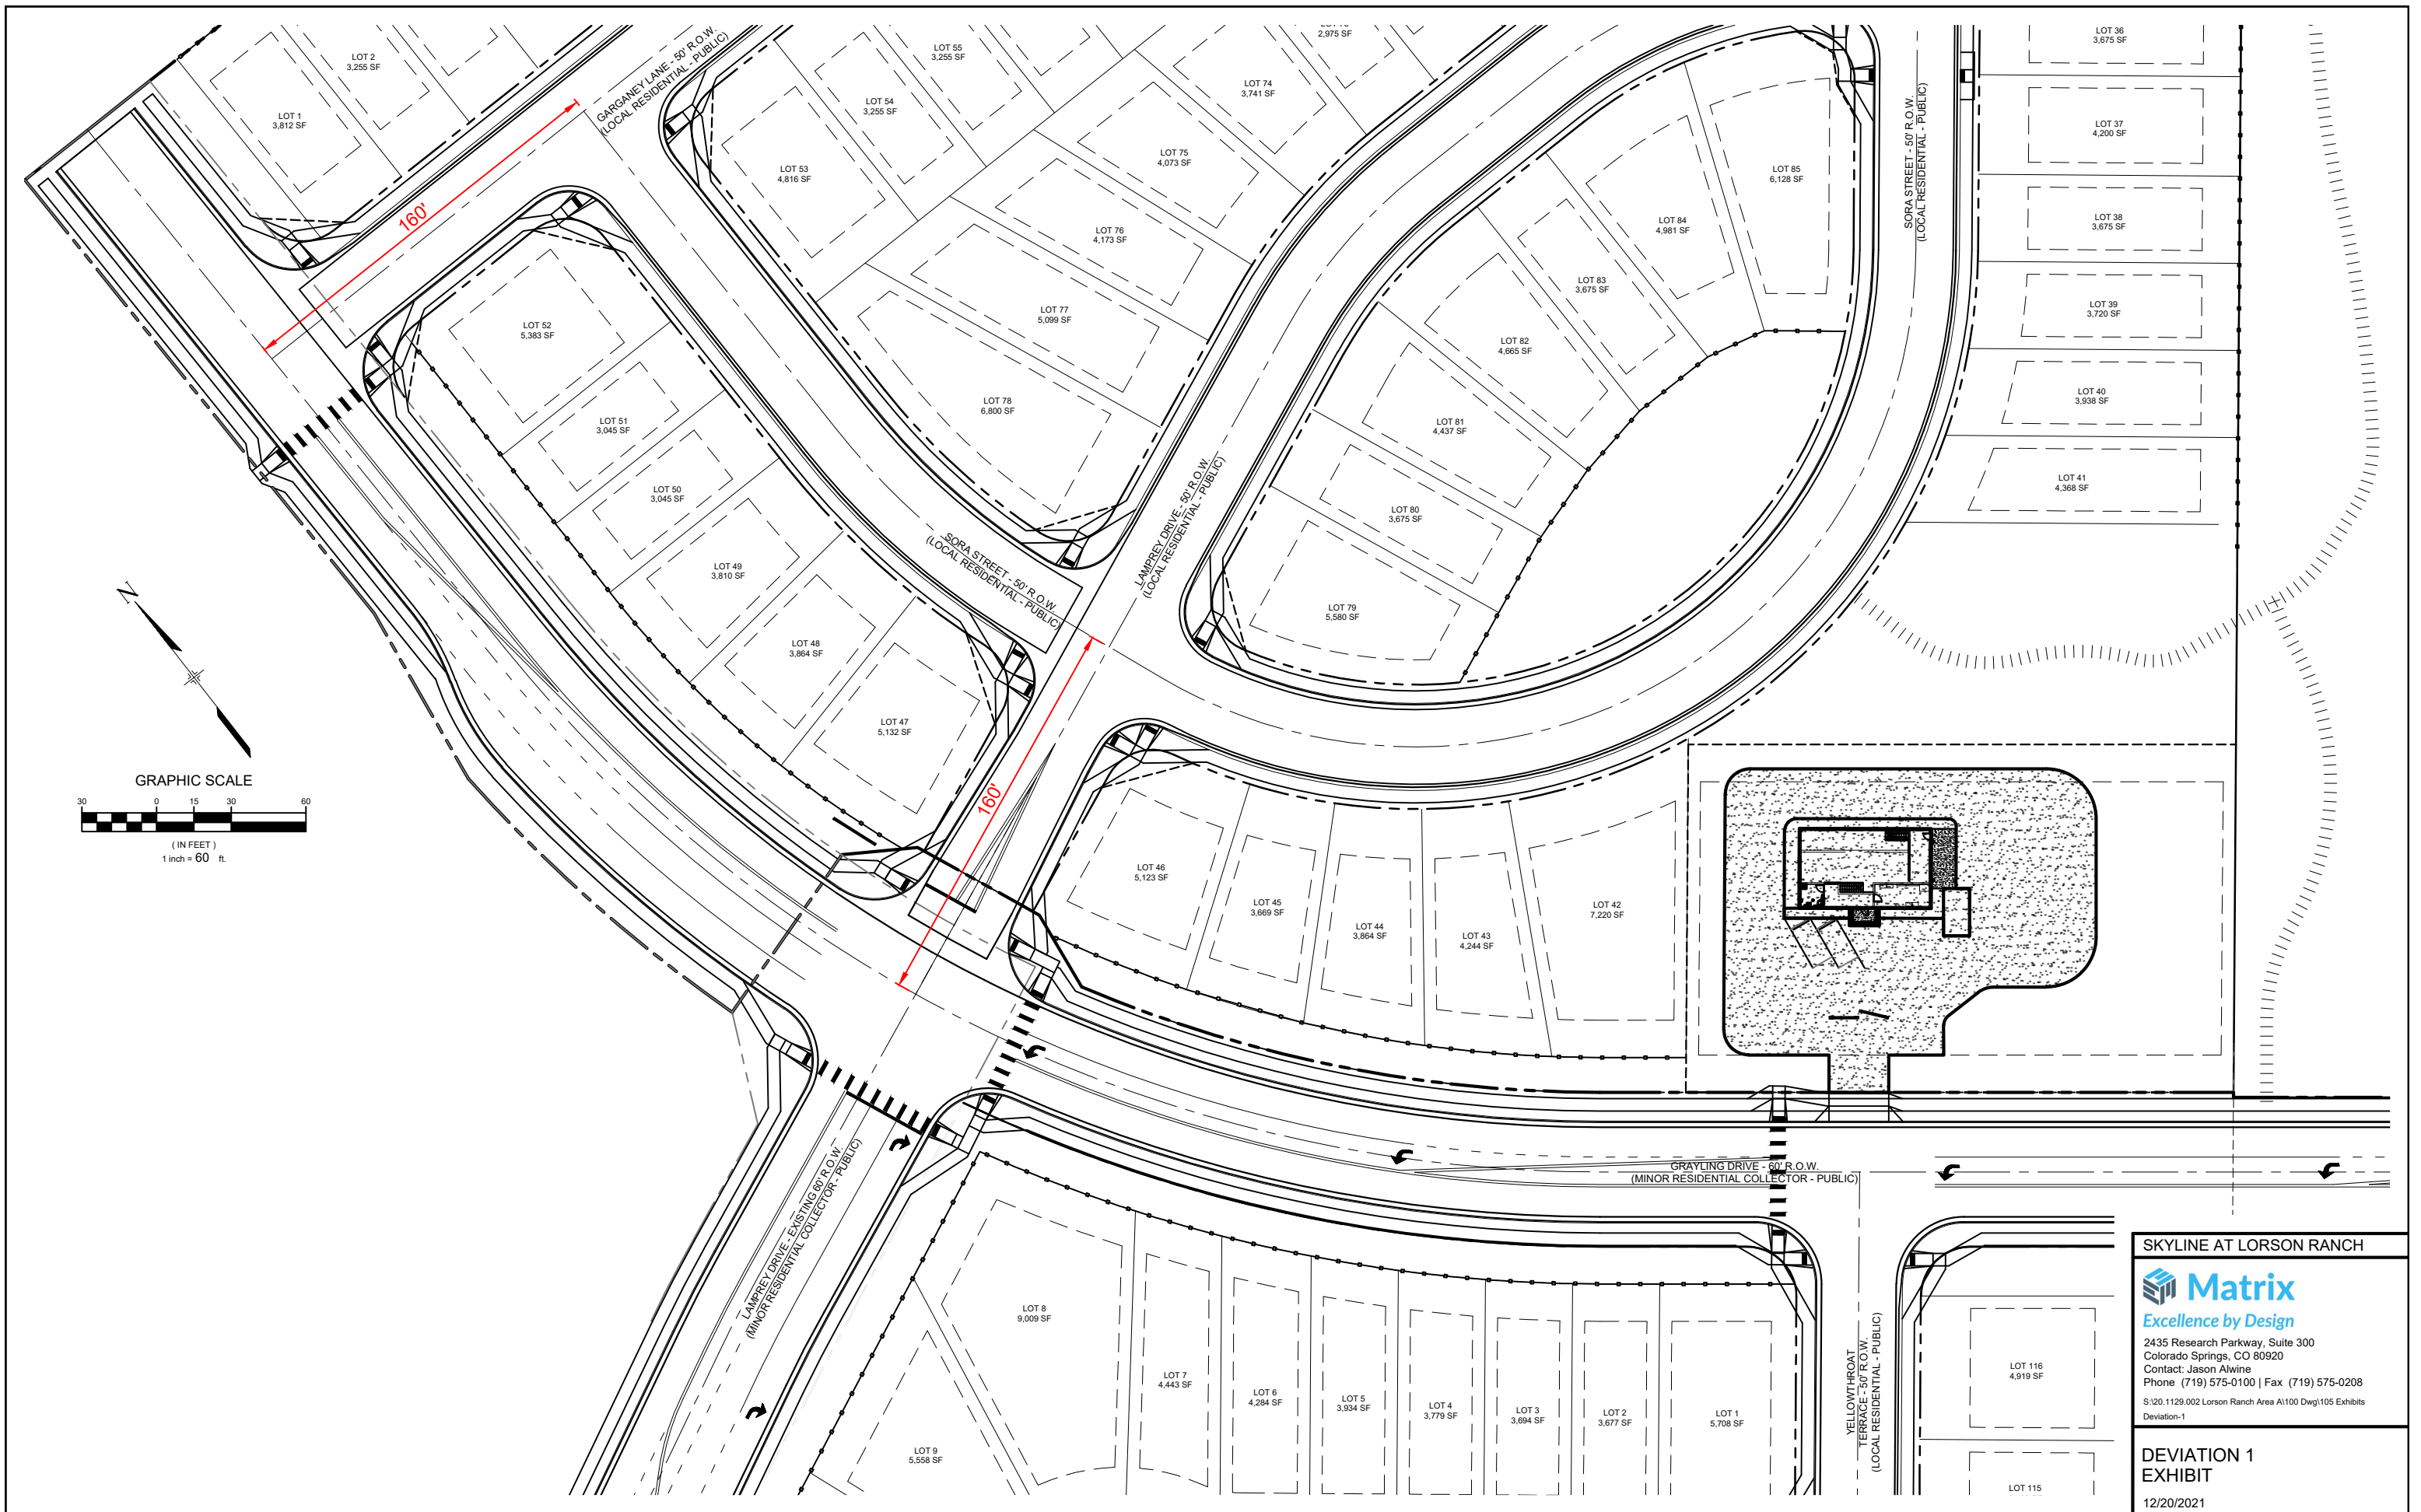 LOT 2
3,255 SF
LOT 1
3,812 SF
GARGANEY LANE - 50' R.O.W.
(LOCAL RESIDENTIAL - PUBLIC)
160'
LOT 55
3,255 SF
LOT 54
3,255 SF
LOT 53
4,816 SF
2,975 SF
LOT 74
3,741 SF
LOT 75
4,073 SF
LOT 76
4,173 SF
LOT 77
5,099 SF
LOT 78
6,800 SF
LOT 52
5,383 SF
LOT 51
3,045 SF
LOT 50
3,045 SF
LOT 49
3,810 SF
LOT 48
3,864 SF
LOT 47
5,132 SF
SORA STREET - 50' R.O.W.
(LOCAL RESIDENTIAL - PUBLIC)
LAMPREY DRIVE - 50' R.O.W.
(LOCAL RESIDENTIAL - PUBLIC)
160'
LOT 85
6,128 SF
LOT 84
4,981 SF
LOT 83
3,675 SF
LOT 82
4,665 SF
LOT 81
4,437 SF
LOT 80
3,675 SF
LOT 79
5,580 SF
SORA STREET - 50' R.O.W.
(LOCAL RESIDENTIAL - PUBLIC)
LOT 36
3,675 SF
LOT 37
4,200 SF
LOT 38
3,675 SF
LOT 39
3,720 SF
LOT 40
3,938 SF
LOT 41
4,368 SF
N
GRAPHIC SCALE
30 0 15 30 60
( IN FEET )
1 inch = 60 ft.
LOT 46
5,123 SF
LOT 45
3,669 SF
LOT 44
3,864 SF
LOT 43
4,244 SF
LOT 42
7,220 SF
GRAYLING DRIVE - 60' R.O.W.
(MINOR RESIDENTIAL COLLECTOR - PUBLIC)
LAMPREY DRIVE - EXISTING 60' R.O.W.
(MINOR RESIDENTIAL COLLECTOR - PUBLIC)
LOT 9
5,558 SF
LOT 8
9,009 SF
LOT 7
4,443 SF
LOT 6
4,284 SF
LOT 5
3,934 SF
LOT 4
3,779 SF
LOT 3
3,694 SF
LOT 2
3,677 SF
LOT 1
5,708 SF
YELLOWTHROAT
TERRACE - 50' R.O.W.
(LOCAL RESIDENTIAL - PUBLIC)
LOT 116
4,919 SF
LOT 115
SKYLINE AT LORSON RANCH
Matrix
Excellence by Design
2435 Research Parkway, Suite 300
Colorado Springs, CO 80920
Contact: Jason Alwine
Phone (719) 575-0100 | Fax (719) 575-0208
S:\20.1129.002 Lorson Ranch Area A\100 Dwg\105 Exhibits
Deviation-1
DEVIATION 1
EXHIBIT
12/20/2021